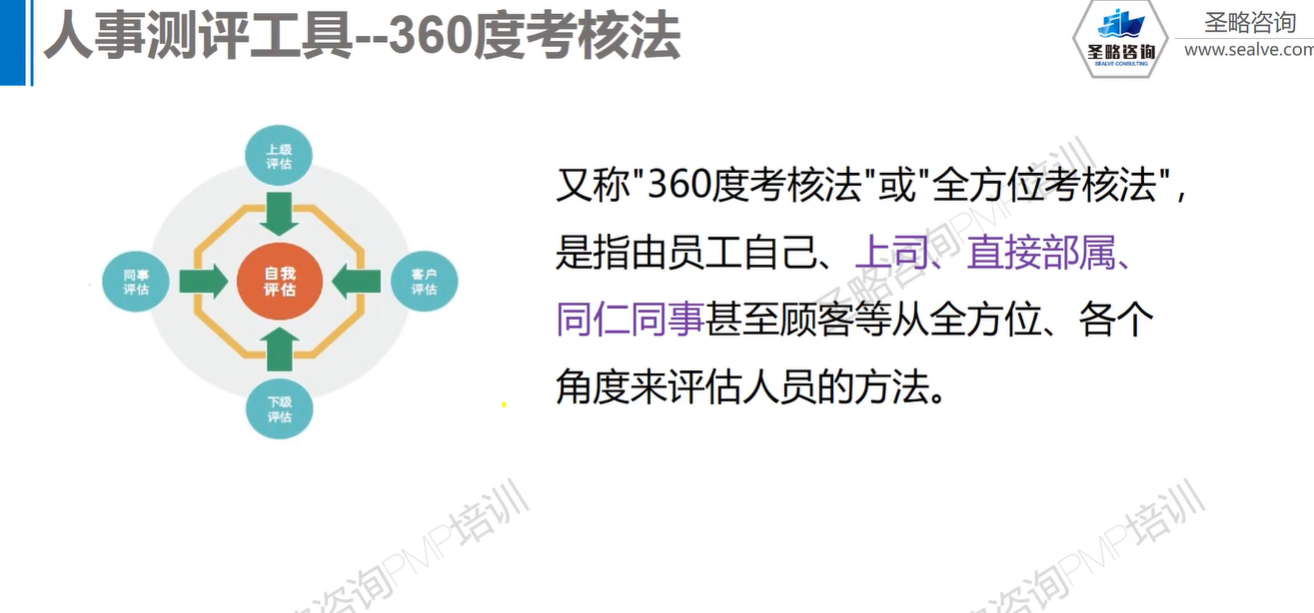 人事测评工具--360度考核法
圣略咨询
SEALVE CONSULTING
圣略咨询
www.sealve.com
上级
评估
同事
评估
自我
评估
客户
评估
下级
评估
又称"360度考核法"或"全方位考核法"，
是指由员工自己、上司、直接部属、
同仁同事甚至顾客等从全方位、各个
角度来评估人员的方法。
圣略咨询PMP培训
咨询PMP培训
咨询PMP培训